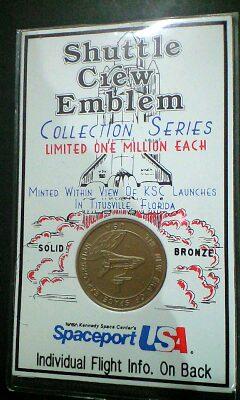 Shuttle
Crew
Emblem
COLLECTION SERIES
LIMITED ONE MILLION EACH
MINTED WITHIN VIEW OF KSC LAUNCHES
IN TITUSVILLE, FLORIDA
SOLID
BRONZE
NASA Kennedy Space Center's
Spaceport USA
Individual Flight Info. On Back